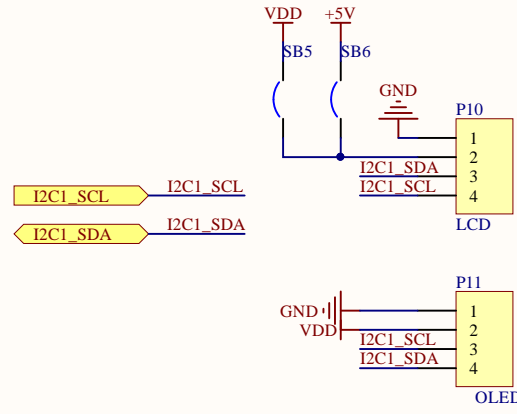 VDD +5V
SB5 SB6
GND
P10
1
2
I2C1_SDA 3
I2C1_SCL 4
LCD
I2C1_SCL I2C1_SCL
I2C1_SDA I2C1_SDA
P11
GND 1
VDD 2
I2C1_SCL 3
I2C1_SDA 4
OLED